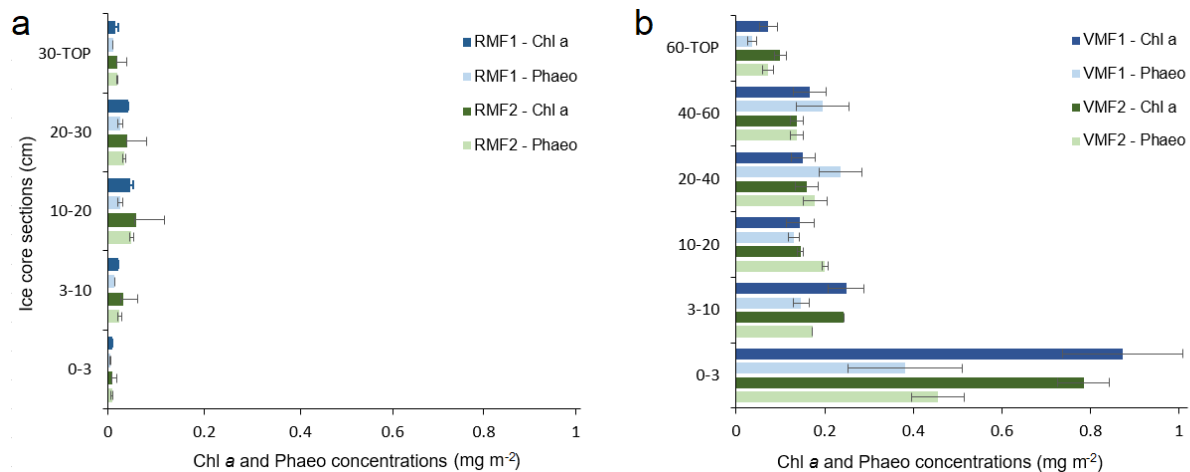 a
30-TOP
20-30
10-20
3-10
0-3
Ice core sections (cm)
RMF1 - Chl a
RMF1 - Phaeo
RMF2 - Chl a
RMF2 - Phaeo
0 0.2 0.4 0.6 0.8 1
Chl a and Phaeo concentrations (mg m-2)
b
60-TOP
40-60
20-40
10-20
3-10
0-3
VMF1 - Chl a
VMF1 - Phaeo
VMF2 - Chl a
VMF2 - Phaeo
0 0.2 0.4 0.6 0.8 1
Chl a and Phaeo concentrations (mg m-2)